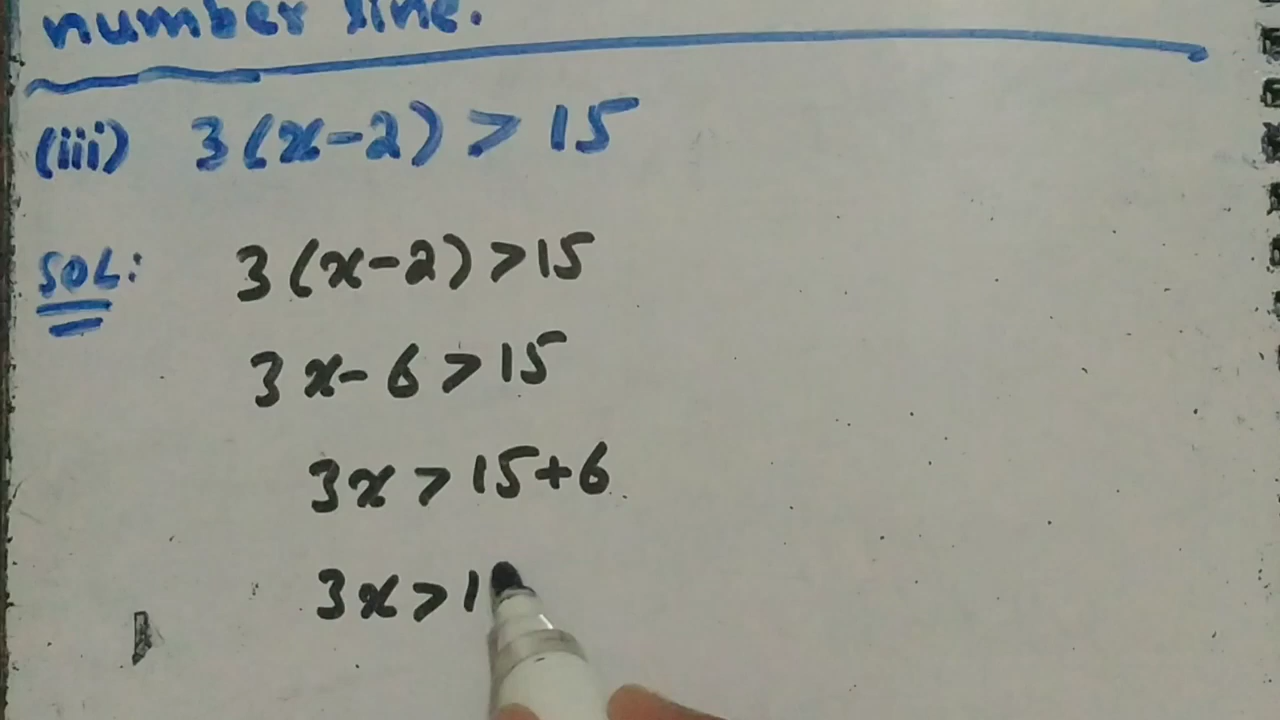 number line.
(iii) 3(x-2) > 15
SOL: 3(x-2) > 15
3x-6 > 15
3x > 15+6
3x > 1